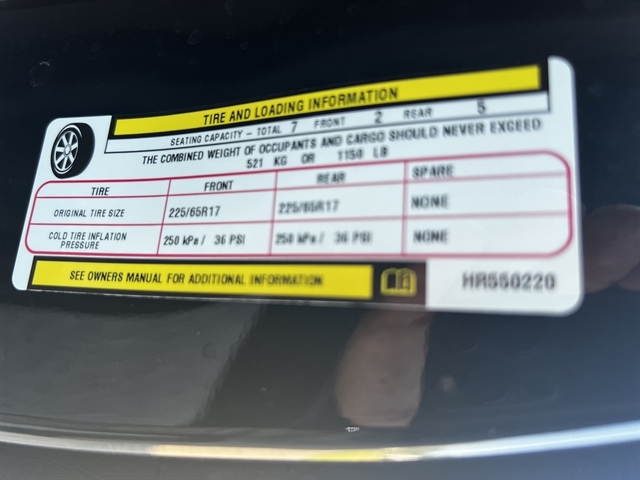 TIRE AND LOADING INFORMATION
SEATING CAPACITY - TOTAL 7 FRONT 2 REAR 5
THE COMBINED WEIGHT OF OCCUPANTS AND CARGO SHOULD NEVER EXCEED
521 KG OR 1150 LB
TIRE FRONT REAR SPARE
ORIGINAL TIRE SIZE 225/65R17 225/65R17 NONE
COLD TIRE INFLATION PRESSURE 250 kPa / 36 PSI 250 kPa / 36 PSI NONE
SEE OWNERS MANUAL FOR ADDITIONAL INFORMATION
HR550220